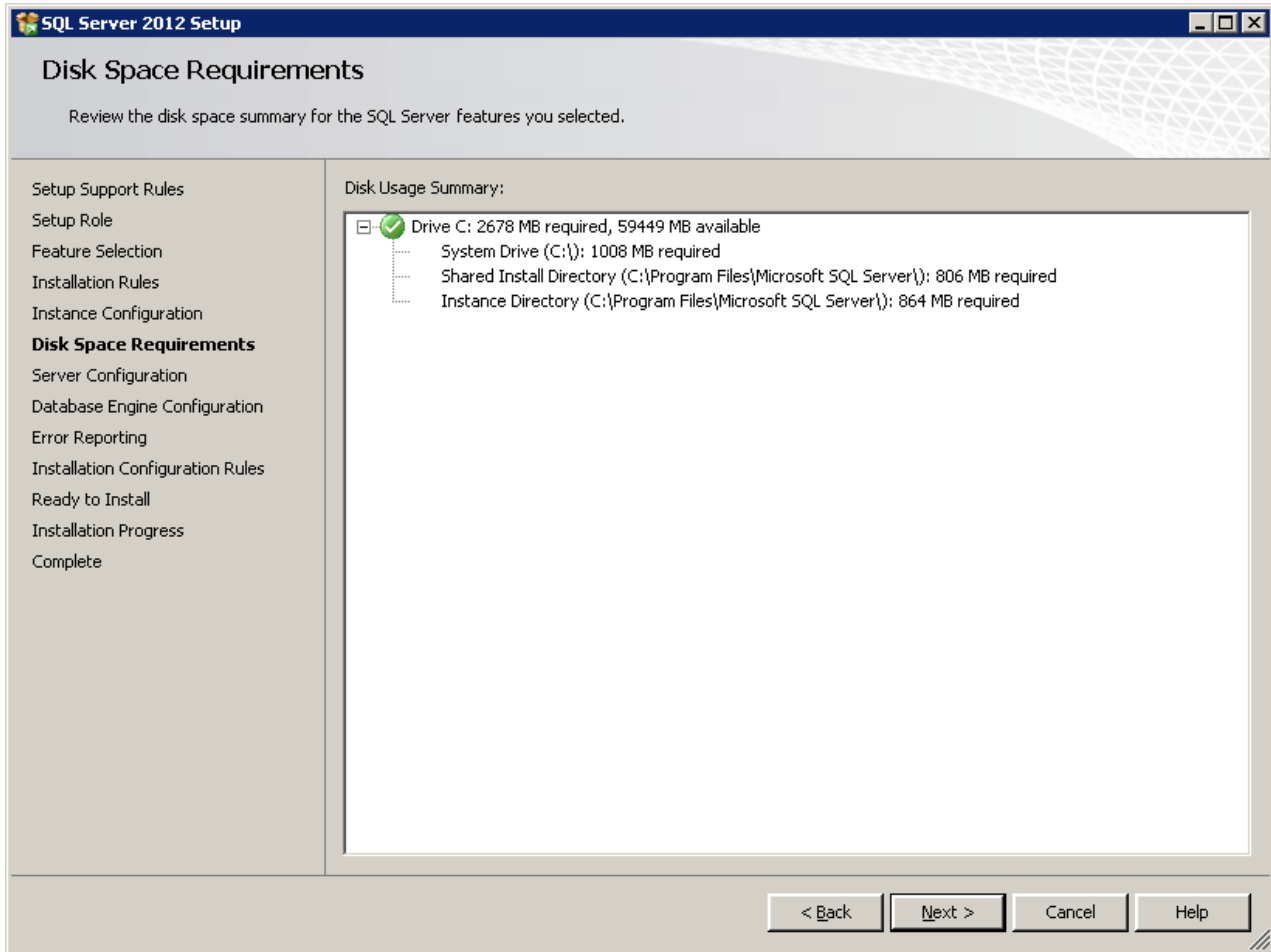 SQL Server 2012 Setup
Disk Space Requirements
Review the disk space summary for the SQL Server features you selected.
Setup Support Rules
Setup Role
Feature Selection
Installation Rules
Instance Configuration
Disk Space Requirements
Server Configuration
Database Engine Configuration
Error Reporting
Installation Configuration Rules
Ready to Install
Installation Progress
Complete
Disk Usage Summary:
Drive C: 2678 MB required, 59449 MB available
System Drive (C:\): 1008 MB required
Shared Install Directory (C:\Program Files\Microsoft SQL Server\): 806 MB required
Instance Directory (C:\Program Files\Microsoft SQL Server\): 864 MB required
< Back
Next >
Cancel
Help